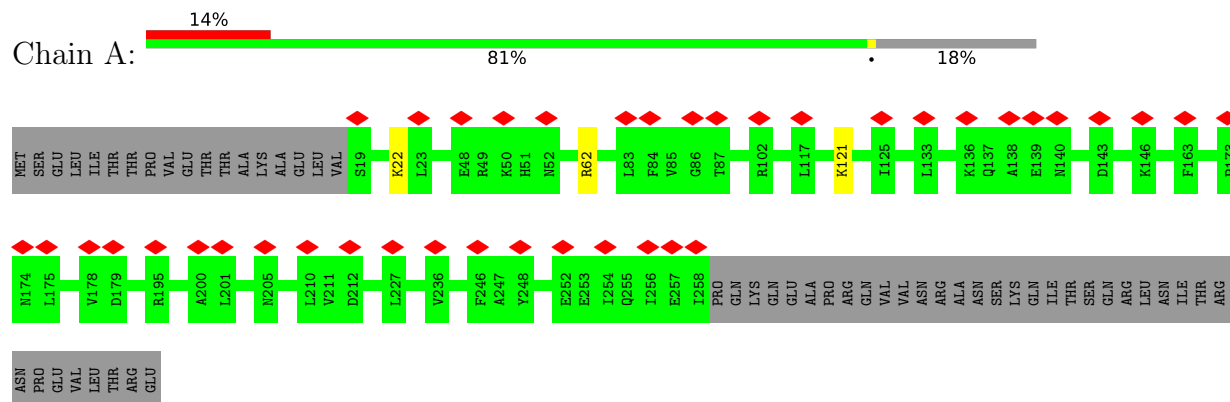 14%
Chain A:
81% • 18%
MET SER GLU LEU ILE THR THR PRO VAL GLU THR THR ALA LYS ALA GLU LEU VAL S19 K22 L23 E48 R49 K50 H51 N52 R62 L83 F84 V85 G86 T87 R102 L117 K121 I125 L133 K136 Q137 A138 E139 N140 D143 K146 F163
N174 L175 V178 D179 R195 A200 L201 N205 L210 V211 D212 L227 V236 F246 A247 Y248 E252 E253 I254 Q255 I256 E257 I258 PRO GLN LYS GLN GLU ALA PRO ARG GLN VAL VAL ASN ARG ALA ASN SER LYS GLN ILE THR SER GLN ARG LEU ASN ILE THR ARG
ASN PRO GLU VAL LEU THR ARG GLU